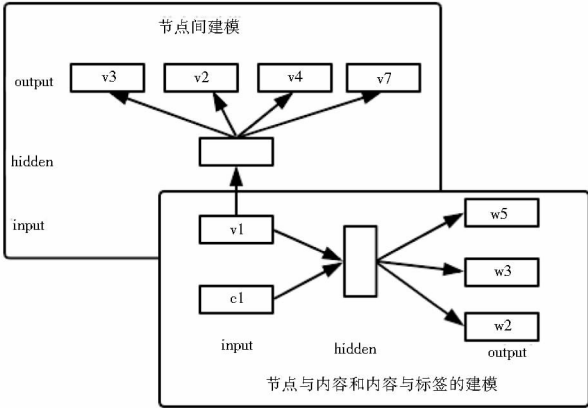 节点间建模
output v3 v2 v4 v7
hidden
input v1 w5
w3
c1
w2
input hidden output
节点与内容和内容与标签的建模